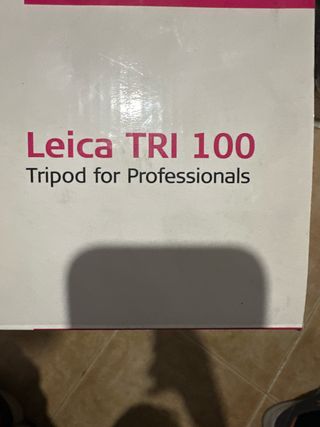 Leica TRI 100
Tripod for Professionals